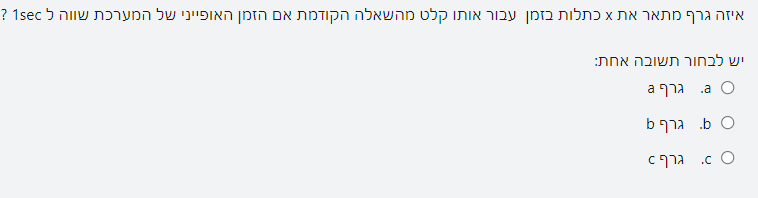 איזה גרף מתאר את x כתלות בזמן עבור אותו קלט מהשאלה הקודמת אם הזמן האופייני של המערכת שווה ל 1sec ?
יש לבחור תשובה אחת:
a. גרף a
b. גרף b
c. גרף c